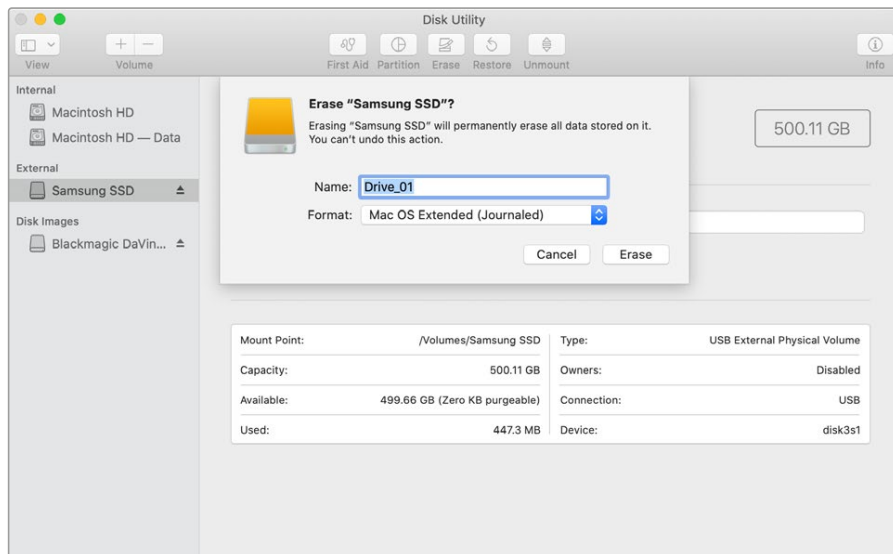 Disk Utility
View
Volume
First Aid
Partition
Erase
Restore
Unmount
Info
Internal
Macintosh HD
Macintosh HD — Data
External
Samsung SSD
Disk Images
Blackmagic DaVin...
Erase “Samsung SSD”?
Erasing “Samsung SSD” will permanently erase all data stored on it.
You can’t undo this action.
Name: Drive_01
Format: Mac OS Extended (Journaled)
Cancel
Erase
500.11 GB
Mount Point: /Volumes/Samsung SSD
Capacity: 500.11 GB
Available: 499.66 GB (Zero KB purgeable)
Used: 447.3 MB
Type: USB External Physical Volume
Owners: Disabled
Connection: USB
Device: disk3s1